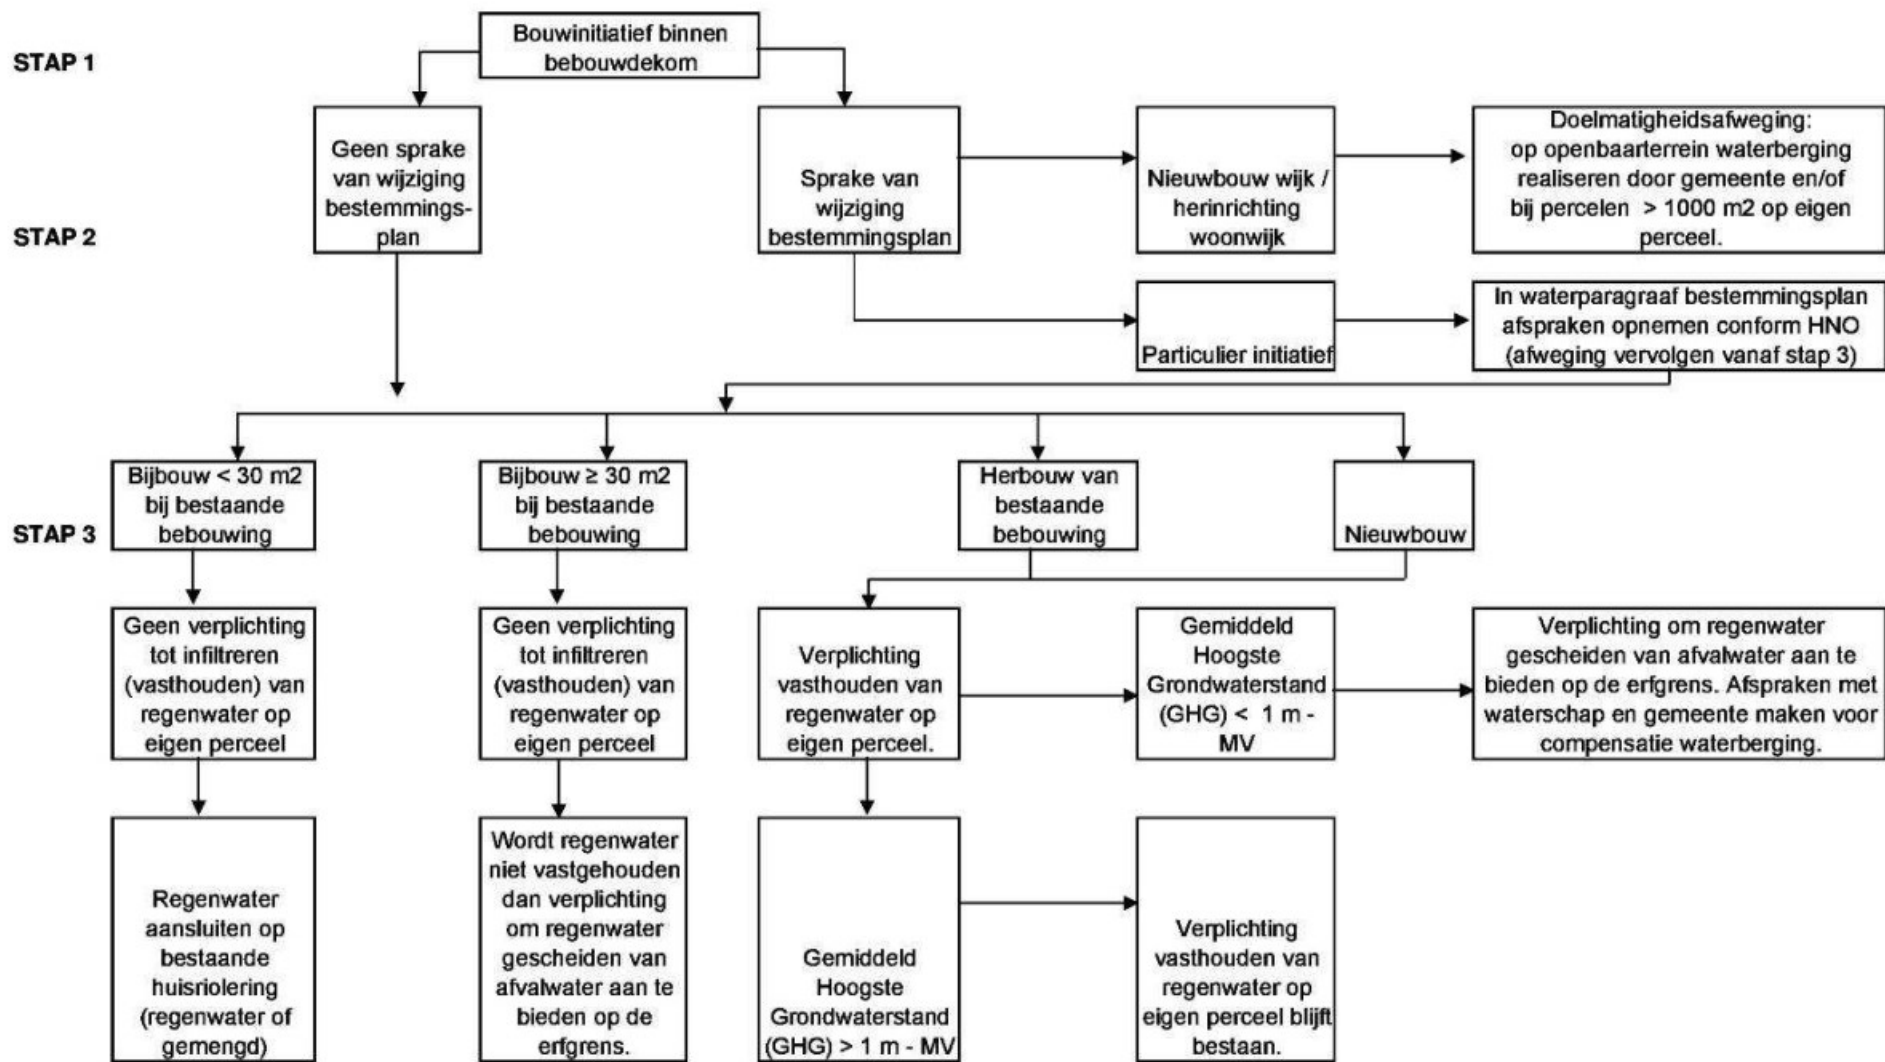 STAP 1
Bouwinitiatief binnen
bebouwdekom
STAP 2
Geen sprake
van wijziging
bestemmings-
plan
Sprake van
wijziging
bestemmingsplan
Nieuwbouw wijk /
herinrichting
woonwijk
Doelmatigheidsafweging:
op openbaarterrein waterberging
realiseren door gemeente en/of
bij percelen > 1000 m2 op eigen
perceel.
Particulier initiatief
In waterparagraaf bestemmingsplan
afspraken opnemen conform HNO
(afweging vervolgen vanaf stap 3)
STAP 3
Bijbouw < 30 m2
bij bestaande
bebouwing
Bijbouw ≥ 30 m2
bij bestaande
bebouwing
Herbouw van
bestaande
bebouwing
Nieuwbouw
Geen verplichting
tot infiltreren
(vasthouden) van
regenwater op
eigen perceel
Geen verplichting
tot infiltreren
(vasthouden) van
regenwater op
eigen perceel
Verplichting
vasthouden van
regenwater op
eigen perceel.
Gemiddeld
Hoogste
Grondwaterstand
(GHG) < 1 m -
MV
Verplichting om regenwater
gescheiden van afvalwater aan te
bieden op de erfgrens. Afspraken met
waterschap en gemeente maken voor
compensatie waterberging.
Regenwater
aansluiten op
bestaande
huisriolering
(regenwater of
gemengd)
Wordt regenwater
niet vastgehouden
dan verplichting
om regenwater
gescheiden van
afvalwater aan te
bieden op de
erfgrens.
Gemiddeld
Hoogste
Grondwaterstand
(GHG) > 1 m - MV
Verplichting
vasthouden van
regenwater op
eigen perceel blijft
bestaan.